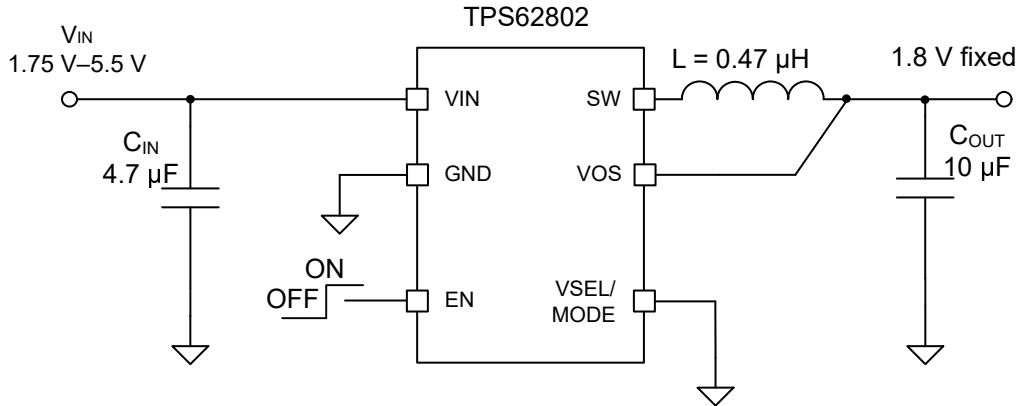 TPS62802
VIN
1.75 V–5.5 V
L = 0.47 µH
1.8 V fixed
VIN
SW
CIN
4.7 µF
GND
VOS
COUT
10 µF
ON
OFF
EN
VSEL/
MODE